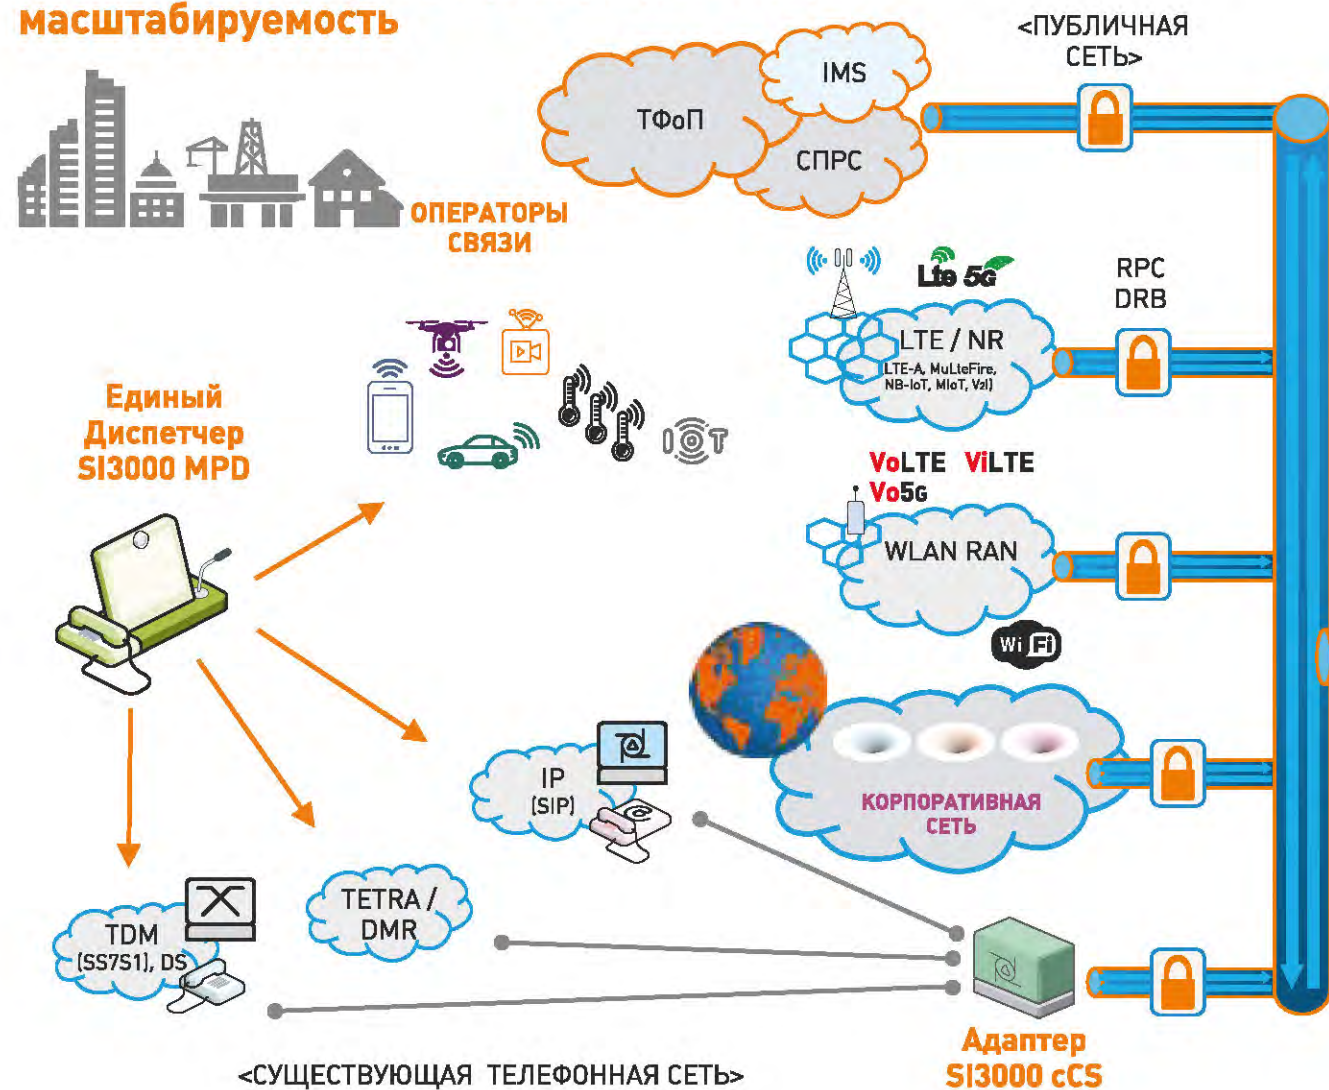 масштабируемость
<ПУБЛИЧНАЯ
СЕТЬ>
IMS
ТФоП
СПРС
ОПЕРАТОРЫ
СВЯЗИ
Lte 5G
RPC
DRB
LTE / NR
(LTE-A, MuLteFire,
NB-IoT, MIoT, V2I)
Единый
Диспетчер
SI3000 MPD
IOT
VoLTE ViLTE
Vo5G
WLAN RAN
Wi Fi
IP
(SIP)
КОРПОРАТИВНАЯ
СЕТЬ
TETRA /
DMR
TDM
(SS7S1), DS
Адаптер
SI3000 cCS
<СУЩЕСТВУЮЩАЯ ТЕЛЕФОННАЯ СЕТЬ>